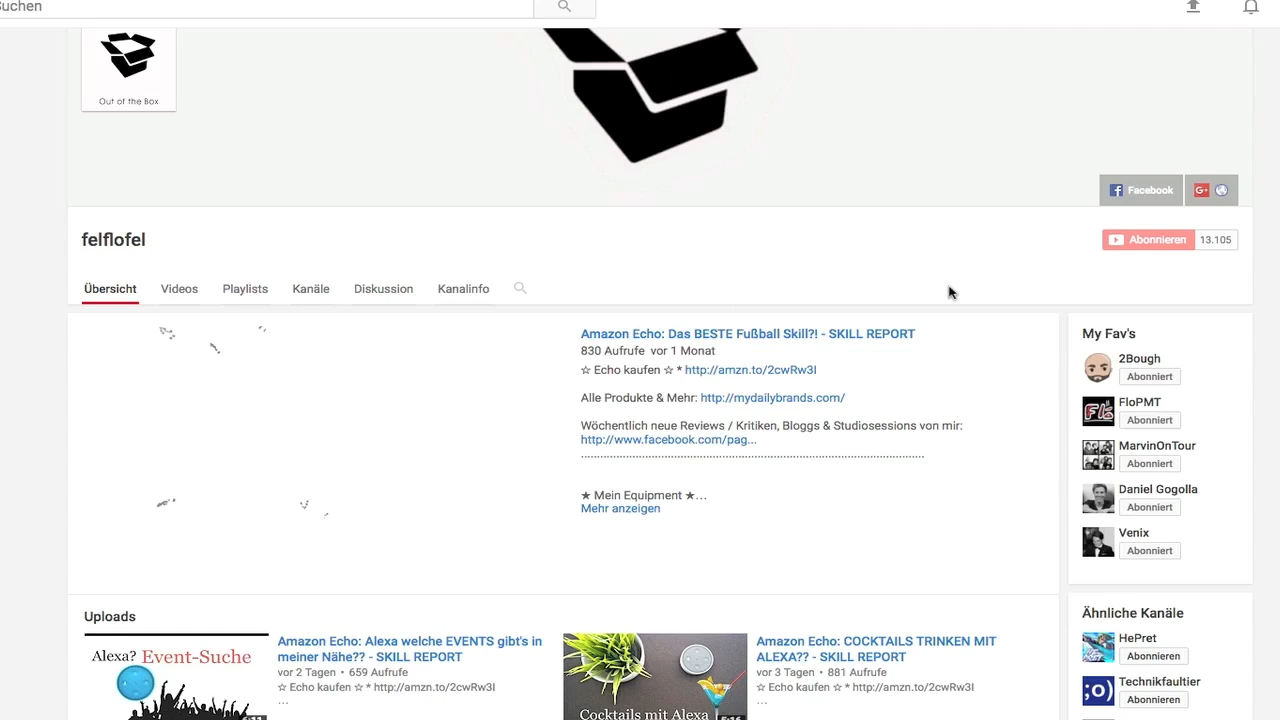 Suchen
Out of the Box
Facebook
G+
felflofel
Abonnieren 13.105
Übersicht Videos Playlists Kanäle Diskussion Kanalinfo
Amazon Echo: Das BESTE Fußball Skill?! - SKILL REPORT
830 Aufrufe vor 1 Monat
☆ Echo kaufen ☆ * http://amzn.to/2cwRw3I
Alle Produkte & Mehr: http://mydailybrands.com/
Wöchentlich neue Reviews / Kritiken, Bloggs & Studiosessions von mir:
http://www.facebook.com/pag...
★ Mein Equipment ★...
Mehr anzeigen
My Fav's
2Bough
Abonniert
FloPMT
Abonniert
MarvinOnTour
Abonniert
Daniel Gogolla
Abonniert
Venix
Abonniert
Uploads
Alexa? Event-Suche
Amazon Echo: Alexa welche EVENTS gibt's in
meiner Nähe?? - SKILL REPORT
vor 2 Tagen • 659 Aufrufe
☆ Echo kaufen ☆ * http://amzn.to/2cwRw3I
...
Cocktails mit Alexa
Amazon Echo: COCKTAILS TRINKEN MIT
ALEXA?? - SKILL REPORT
vor 3 Tagen • 881 Aufrufe
☆ Echo kaufen ☆ * http://amzn.to/2cwRw3I
...
Ähnliche Kanäle
HePret
Abonnieren
;o)
Technikfaultier
Abonnieren